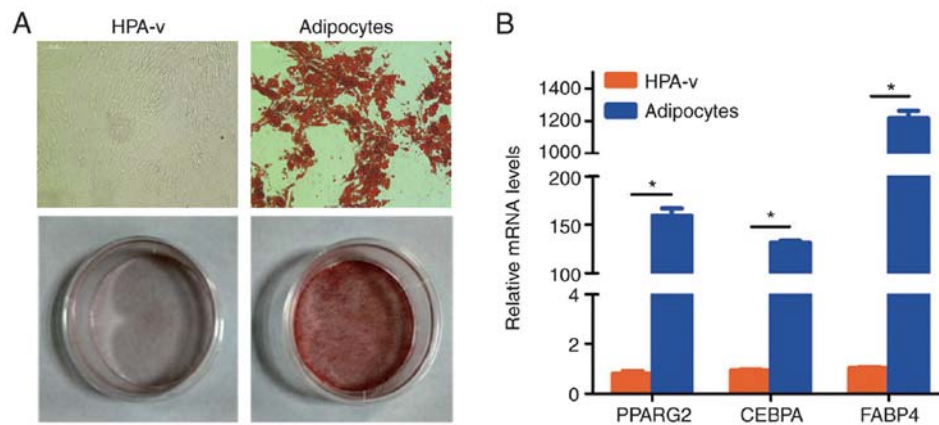 A
HPA-v
Adipocytes
B
HPA-v
Adipocytes
Relative mRNA levels
1400
1200
1000
200
150
100
4
2
0
*
*
*
PPARG2
CEBPA
FABP4